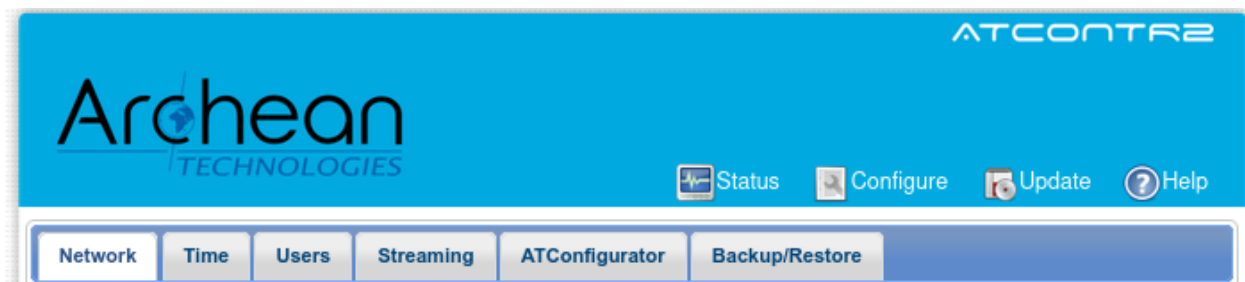 ATCONTR2
Archean
TECHNOLOGIES
Status Configure Update Help
Network Time Users Streaming ATConfigurator Backup/Restore